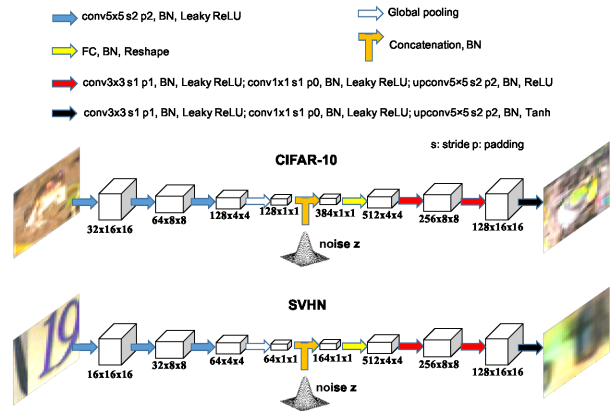 conv5x5 s2 p2, BN, Leaky ReLU
Global pooling
FC, BN, Reshape
Concatenation, BN
conv3x3 s1 p1, BN, Leaky ReLU; conv1x1 s1 p0, BN, Leaky ReLU; upconv5×5 s2 p2, BN, ReLU
conv3x3 s1 p1, BN, Leaky ReLU; conv1x1 s1 p0, BN, Leaky ReLU; upconv5×5 s2 p2, BN, Tanh
s: stride p: padding
CIFAR-10
32x16x16
64x8x8
128x4x4
128x1x1
384x1x1
512x4x4
256x8x8
128x16x16
noise z
SVHN
19
16x16x16
32x8x8
64x4x4
64x1x1
164x1x1
512x4x4
256x8x8
128x16x16
noise z